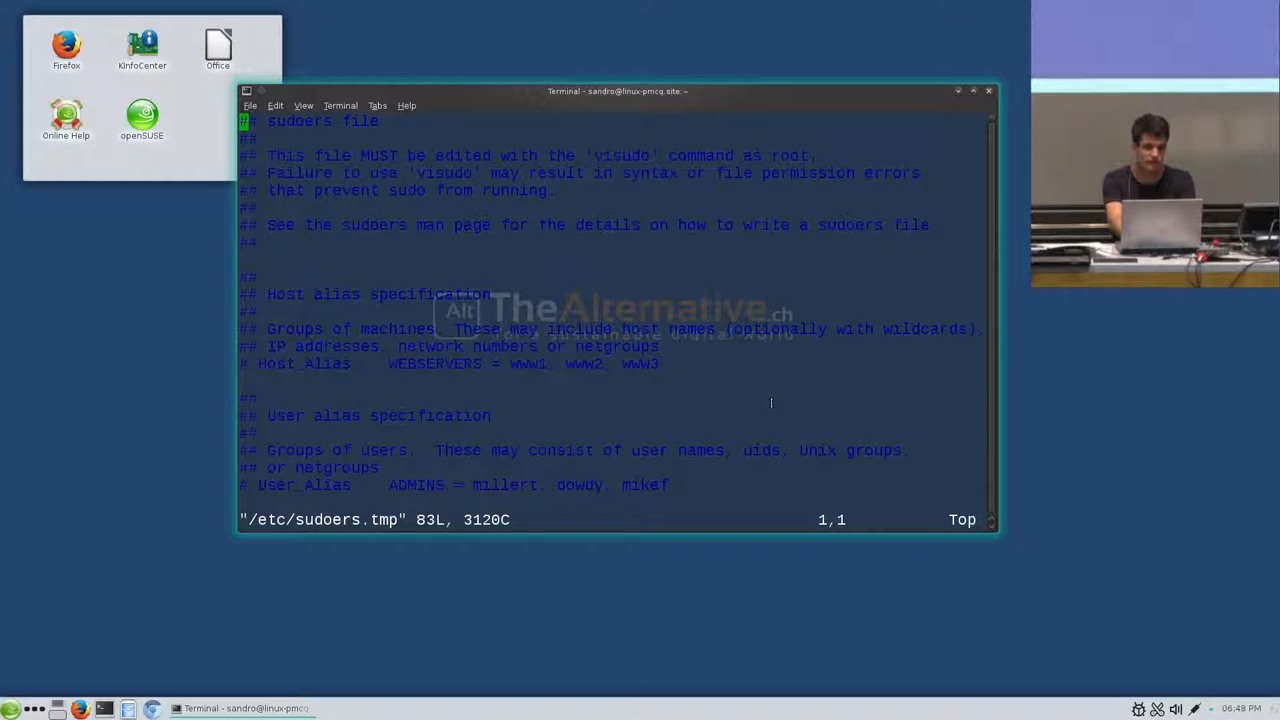 Firefox
KInfoCenter
Office
Online Help
openSUSE
Terminal - sandro@linux-pmcq.site:~
File Edit View Terminal Tabs Help
## sudoers file
##
## This file MUST be edited with the 'visudo' command as root.
## Failure to use 'visudo' may result in syntax or file permission errors
## that prevent sudo from running.
##
## See the sudoers man page for the details on how to write a sudoers file
##
##
## Host alias specification
##
## Groups of machines. These may include host names (optionally with wildcards),
## IP addresses, network numbers or netgroups
# Host_Alias WEBSERVERS = www1, www2, www3
##
## User alias specification
##
## Groups of users. These may consist of user names, uids, Unix groups,
## or netgroups
# User_Alias ADMINS = millert, dowdy, mikef
"/etc/sudoers.tmp" 83L, 3120C 1,1 Top
Alt TheAlternative.ch
Terminal - sandro@linux-pmcq
06:48 PM